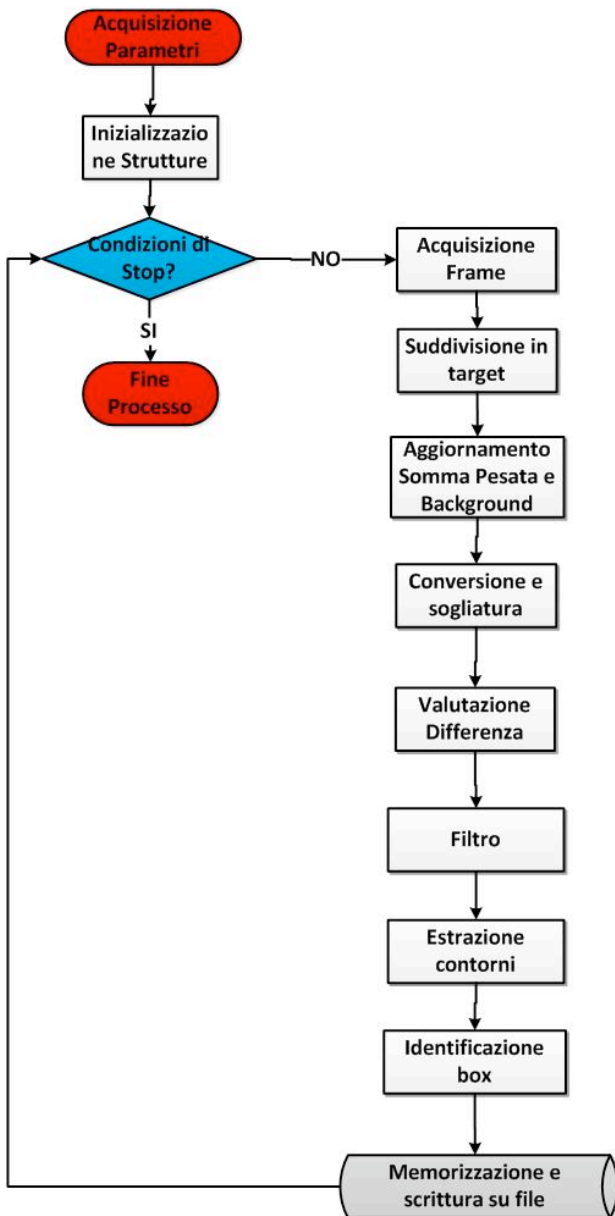 Acquisizione
Parametri
Inizializzazio
ne Strutture
Condizioni di
Stop?
NO
SI
Fine
Processo
Acquisizione
Frame
Suddivisione in
target
Aggiornamento
Somma Pesata e
Background
Conversione e
sogliatura
Valutazione
Differenza
Filtro
Estrazione
contorni
Identificazione
box
Memorizzazione e
scrittura su file